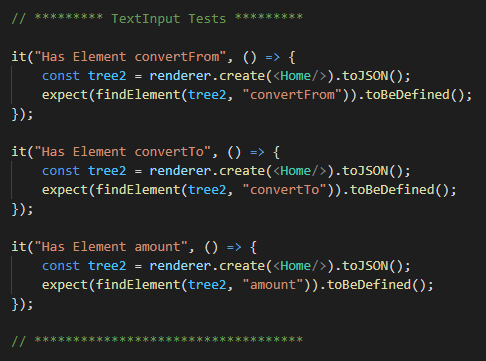 // ********* TextInput Tests *********
it("Has Element convertFrom", () => {
const tree2 = renderer.create(<Home/>).toJSON();
expect(findElement(tree2, "convertFrom")).toBeDefined();
});
it("Has Element convertTo", () => {
const tree2 = renderer.create(<Home/>).toJSON();
expect(findElement(tree2, "convertTo")).toBeDefined();
});
it("Has Element amount", () => {
const tree2 = renderer.create(<Home/>).toJSON();
expect(findElement(tree2, "amount")).toBeDefined();
});
// ***********************************